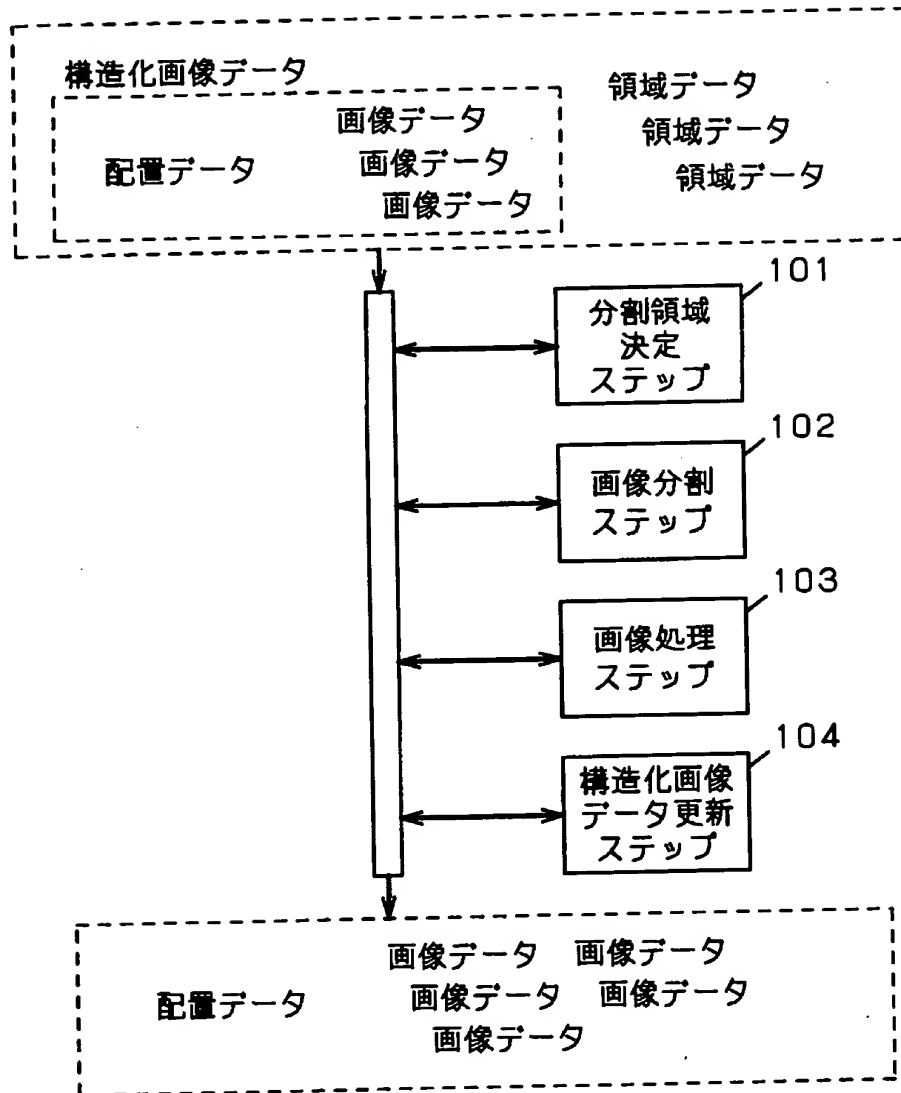 構造化画像データ
配置データ
画像データ
画像データ
画像データ
領域データ
領域データ
領域データ
101
分割領域
決定
ステップ
102
画像分割
ステップ
103
画像処理
ステップ
104
構造化画像
データ更新
ステップ
配置データ
画像データ 画像データ
画像データ 画像データ
画像データ